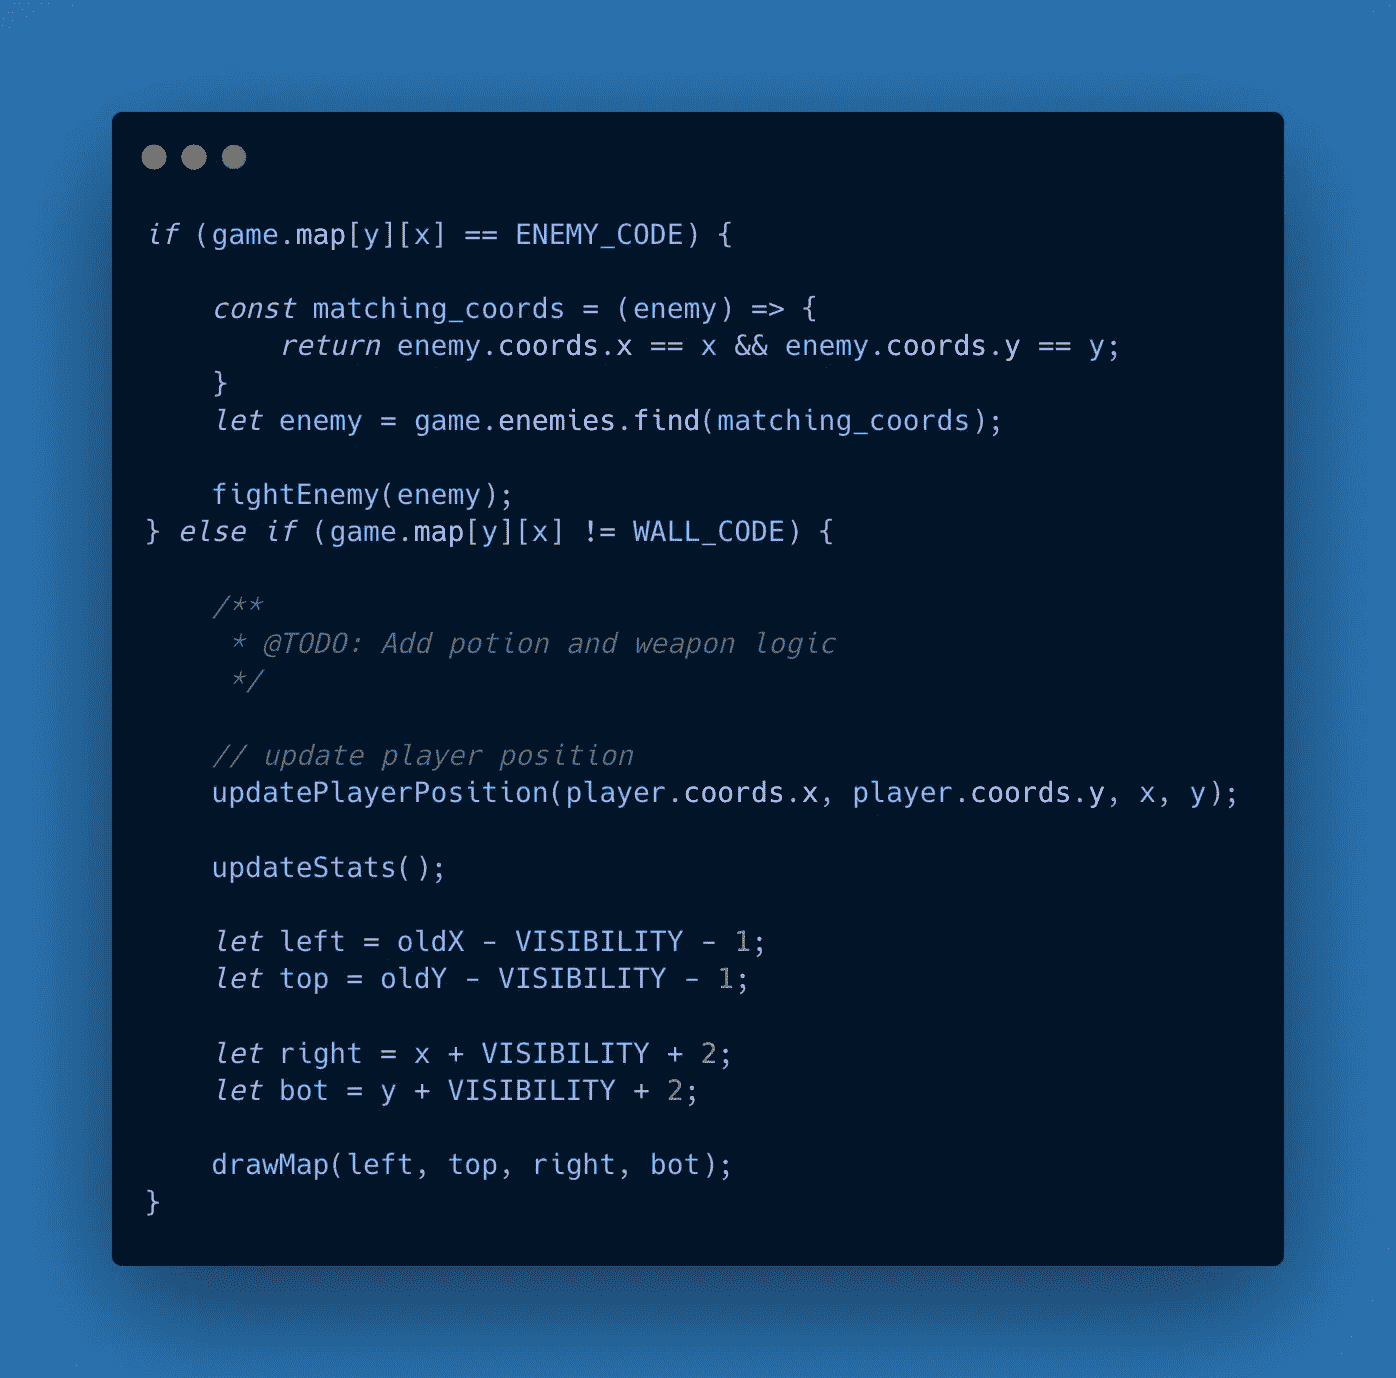 if (game.map[y][x] == ENEMY_CODE) {
const matching_coords = (enemy) => {
return enemy.coords.x == x && enemy.coords.y == y;
}
let enemy = game.enemies.find(matching_coords);
fightEnemy(enemy);
} else if (game.map[y][x] != WALL_CODE) {
/**
* @TODO: Add potion and weapon logic
*/
// update player position
updatePlayerPosition(player.coords.x, player.coords.y, x, y);
updateStats();
let left = oldX - VISIBILITY - 1;
let top = oldY - VISIBILITY - 1;
let right = x + VISIBILITY + 2;
let bot = y + VISIBILITY + 2;
drawMap(left, top, right, bot);
}